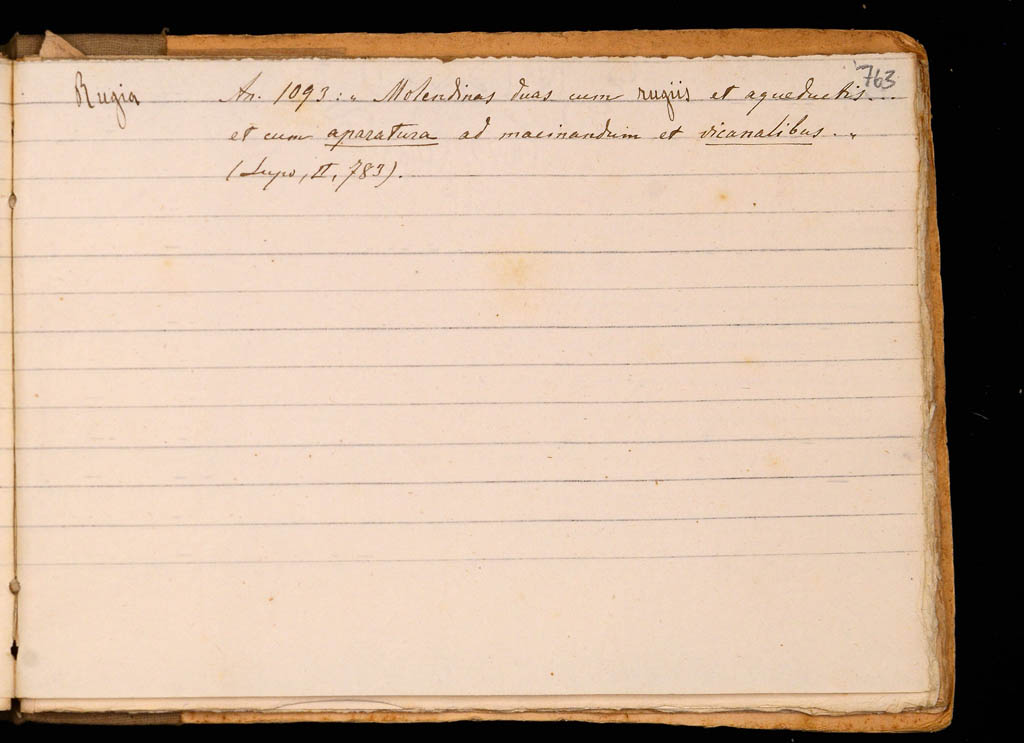 763
Rugia An. 1093: „ Molendinas duas cum rugiis et aqueductis...
et cum aparatura ad macinandum et vicanalibus. „
(Lupo, II, 783).